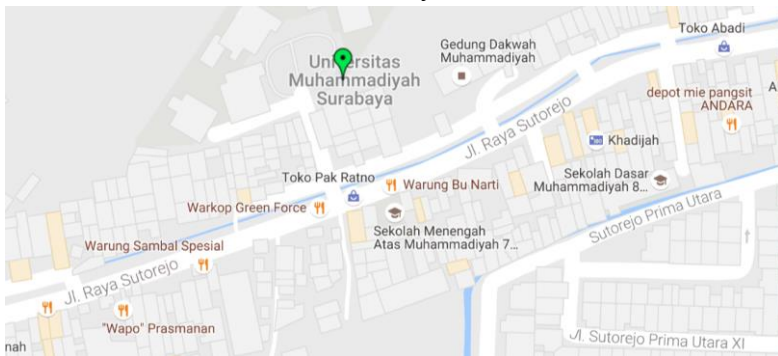 Toko Abadi
Gedung Dakwah
Muhammadiyah
Universitas
Muhammadiyah
Surabaya
depot mie pangsit
ANDARA
A
Jl. Raya Sutorejo
Khadijah
Toko Pak Ratno
Warung Bu Narti
Sekolah Dasar
Muhammadiyah 8...
Warkop Green Force
Sekolah Menengah
Atas Muhammadiyah 7...
Sutorejo Prima Utara
Warung Sambal Spesial
Jl. Raya Sutorejo
"Wapo" Prasmanan
nah
Jl. Sutorejo Prima Utara XI